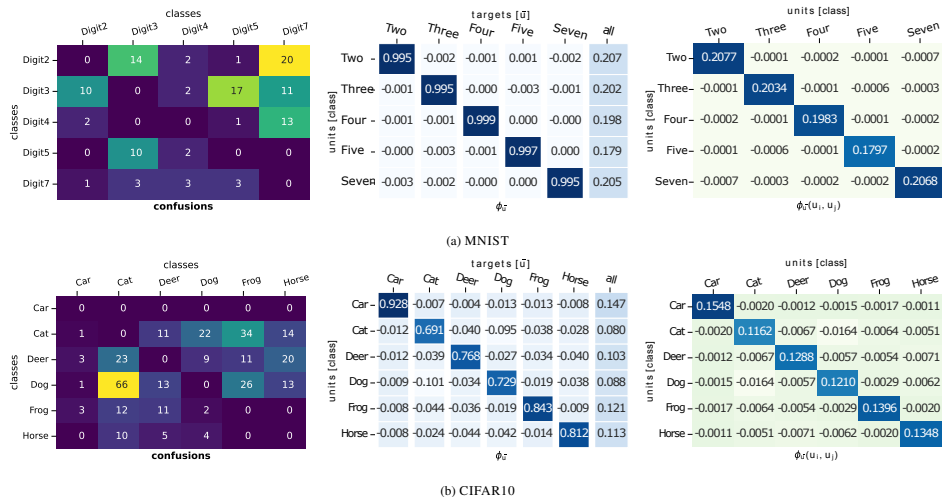 classes
Digit2 Digit3 Digit4 Digit5 Digit7
Digit2 0 14 2 1 20
Digit3 10 0 2 17 11
Digit4 2 0 0 1 13
Digit5 0 10 2 0 0
Digit7 1 3 3 3 0
classes
confusions
targets [ū]
Two Three Four Five Seven all
Two 0.995 -0.002 -0.001 0.001 -0.002 0.207
Three -0.001 0.995 -0.000 -0.003 -0.001 0.202
Four -0.001 -0.001 0.999 -0.000 -0.000 0.198
Five -0.000 -0.003 -0.001 0.997 0.000 0.179
Seven -0.003 -0.002 -0.000 0.000 0.995 0.205
units [class]
ϕū
units [class]
Two Three Four Five Seven
Two 0.2077 -0.0001 -0.0002 -0.0001 -0.0007
Three -0.0001 0.2034 -0.0001 -0.0006 -0.0003
Four -0.0002 -0.0001 0.1983 -0.0001 -0.0002
Five -0.0001 -0.0006 -0.0001 0.1797 -0.0002
Seven -0.0007 -0.0003 -0.0002 -0.0002 0.2068
units [class]
ϕū(uᵢ, uⱼ)
(a) MNIST
classes
Car Cat Deer Dog Frog Horse
Car 0 0 0 0 0 0
Cat 1 0 11 22 34 14
Deer 3 23 0 9 11 20
Dog 1 66 13 0 26 13
Frog 3 12 11 2 0 0
Horse 0 10 5 4 0 0
classes
confusions
targets [ū]
Car Cat Deer Dog Frog Horse all
Car 0.928 -0.007 -0.004 -0.013 -0.013 -0.008 0.147
Cat -0.012 0.691 -0.040 -0.095 -0.038 -0.028 0.080
Deer -0.012 -0.039 0.768 -0.027 -0.034 -0.040 0.103
Dog -0.009 -0.101 -0.034 0.729 -0.019 -0.038 0.088
Frog -0.008 -0.044 -0.036 -0.019 0.843 -0.009 0.121
Horse -0.008 -0.024 -0.044 -0.042 -0.014 0.812 0.113
units [class]
ϕū
units [class]
Car Cat Deer Dog Frog Horse
Car 0.1548 -0.0020 -0.0012 -0.0015 -0.0017 -0.0011
Cat -0.0020 0.1162 -0.0067 -0.0164 -0.0064 -0.0051
Deer -0.0012 -0.0067 0.1288 -0.0057 -0.0054 -0.0071
Dog -0.0015 -0.0164 -0.0057 0.1210 -0.0029 -0.0062
Frog -0.0017 -0.0064 -0.0054 -0.0029 0.1396 -0.0020
Horse -0.0011 -0.0051 -0.0071 -0.0062 -0.0020 0.1348
units [class]
ϕū(uᵢ, uⱼ)
(b) CIFAR10